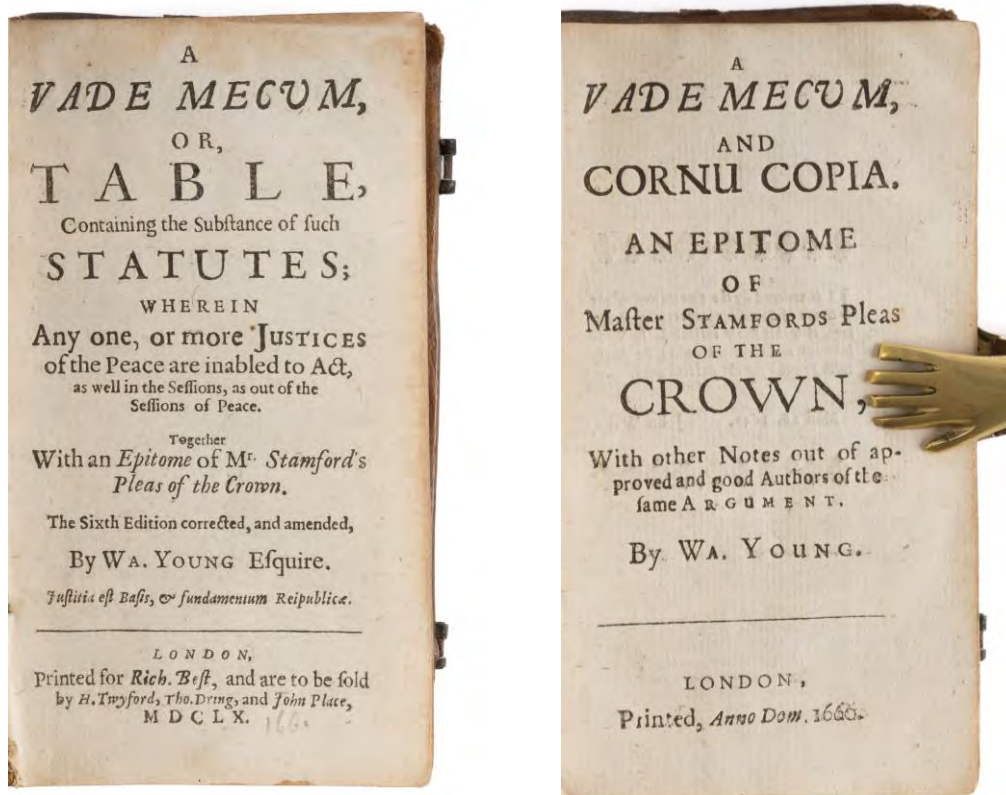 A
VADE MECUM,
OR,
TABLE,
Containing the Subſtance of ſuch
STATUTES;
WHEREIN
Any one, or more JUSTICES
of the Peace are inabled to Act,
as well in the Seſſions, as out of the
Seſſions of Peace.
Together
With an Epitome of Mr. Stamford's
Pleas of the Crown.
The Sixth Edition corrected, and amended,
By WA. YOUNG Eſquire.
Juſtitia eſt Baſis, & fundamentum Reipublicæ.
LONDON,
Printed for Rich. Beſt, and are to be ſold
by H. Twyford, Tho. Dring, and John Place,
MDCLX.
A
VADE MECUM,
AND
CORNU COPIA.
AN EPITOME
OF
Maſter STAMFORDS Pleas
OF THE
CROWN,
With other Notes out of ap-
proved and good Authors of the
ſame ARGUMENT.
By WA. YOUNG.
LONDON,
Printed, Anno Dom. 1660.